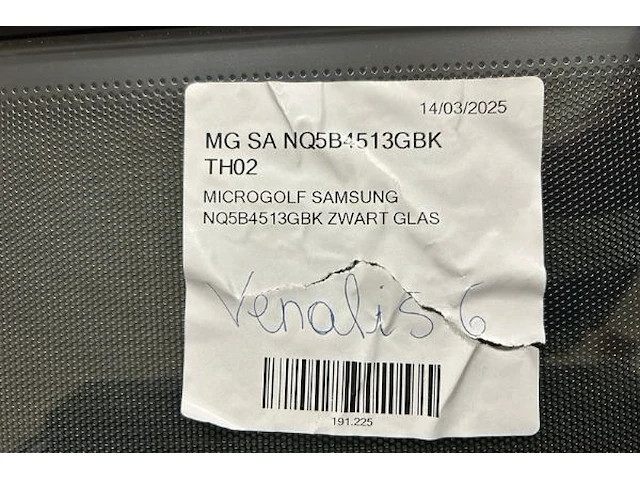 14/03/2025
MG SA NQ5B4513GBK
TH02
MICROGOLF SAMSUNG
NQ5B4513GBK ZWART GLAS
Venalis 6
191.225